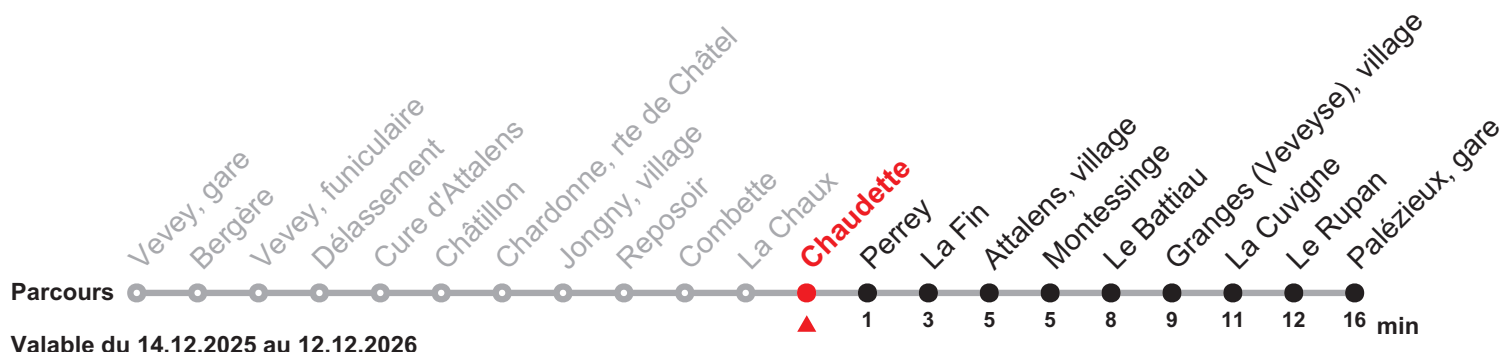 Vevey, gare
Bergère
Vevey, funiculaire
Délassement
Cure d'Attalens
Châtillon
Chardonne, rte de Châtel
Jongny, village
Reposoir
Combette
La Chaux
Chaudette
Perrey
La Fin
Attalens, village
Montessinge
Le Battiau
Granges (Veveyse), village
La Cuvigne
Le Rupan
Palézieux, gare
Parcours
1 3 5 5 8 9 11 12 16 min
Valable du 14.12.2025 au 12.12.2026